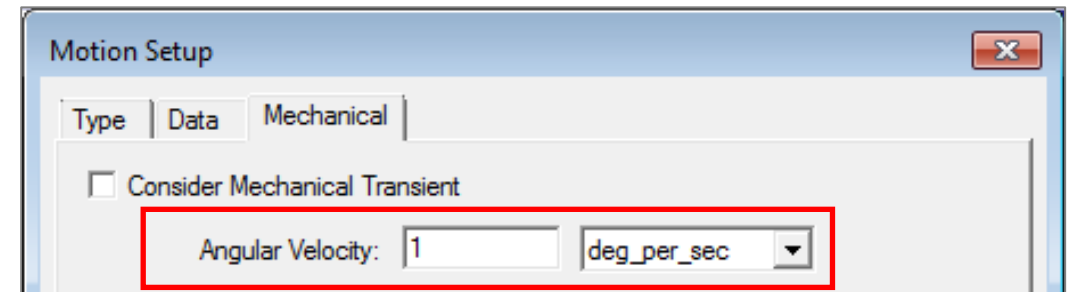 Motion Setup
Type Data Mechanical
Consider Mechanical Transient
Angular Velocity: 1 deg_per_sec